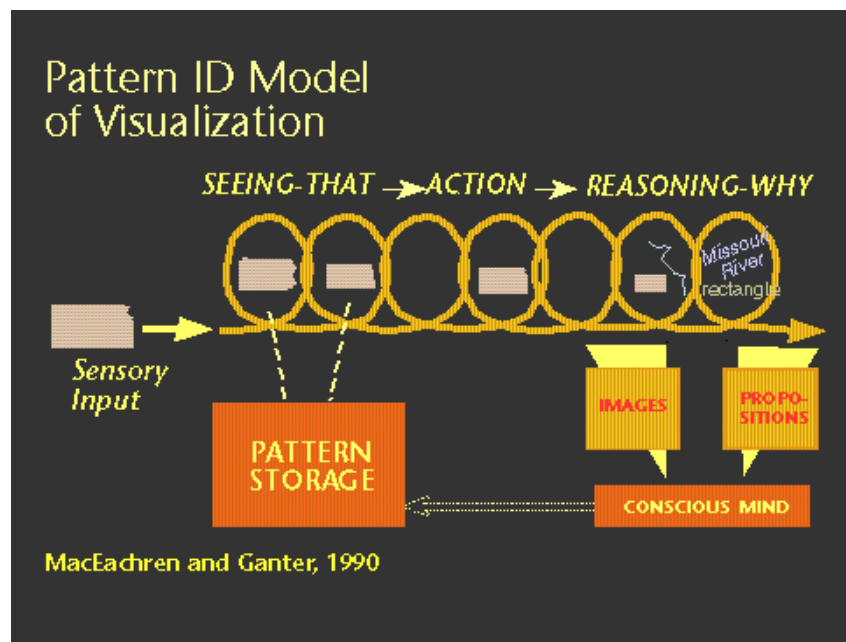 Pattern ID Model
of Visualization
SEEING-THAT → ACTION → REASONING-WHY
Missouri
River
rectangle
Sensory
Input
IMAGES
PROPO-
SITIONS
PATTERN
STORAGE
CONSCIOUS MIND
MacEachren and Ganter, 1990